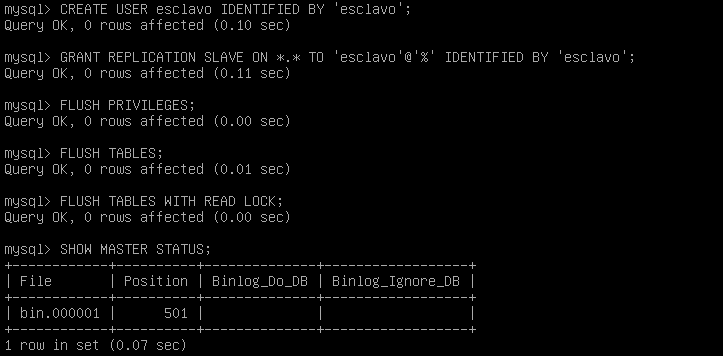 mysql> CREATE USER esclavo IDENTIFIED BY 'esclavo';
Query OK, 0 rows affected (0.10 sec)
mysql> GRANT REPLICATION SLAVE ON *.* TO 'esclavo'@'%' IDENTIFIED BY 'esclavo';
Query OK, 0 rows affected (0.11 sec)
mysql> FLUSH PRIVILEGES;
Query OK, 0 rows affected (0.00 sec)
mysql> FLUSH TABLES;
Query OK, 0 rows affected (0.01 sec)
mysql> FLUSH TABLES WITH READ LOCK;
Query OK, 0 rows affected (0.00 sec)
mysql> SHOW MASTER STATUS;
+------------+----------+--------------+------------------+
| File       | Position | Binlog_Do_DB | Binlog_Ignore_DB |
+------------+----------+--------------+------------------+
| bin.000001 |      501 |              |                  |
+------------+----------+--------------+------------------+
1 row in set (0.07 sec)